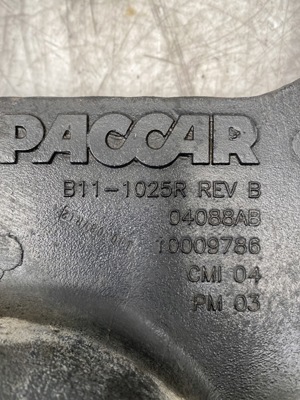 PACCAR
B11-1025R REV B
04088AB
10009786
CMI 04
PM 03